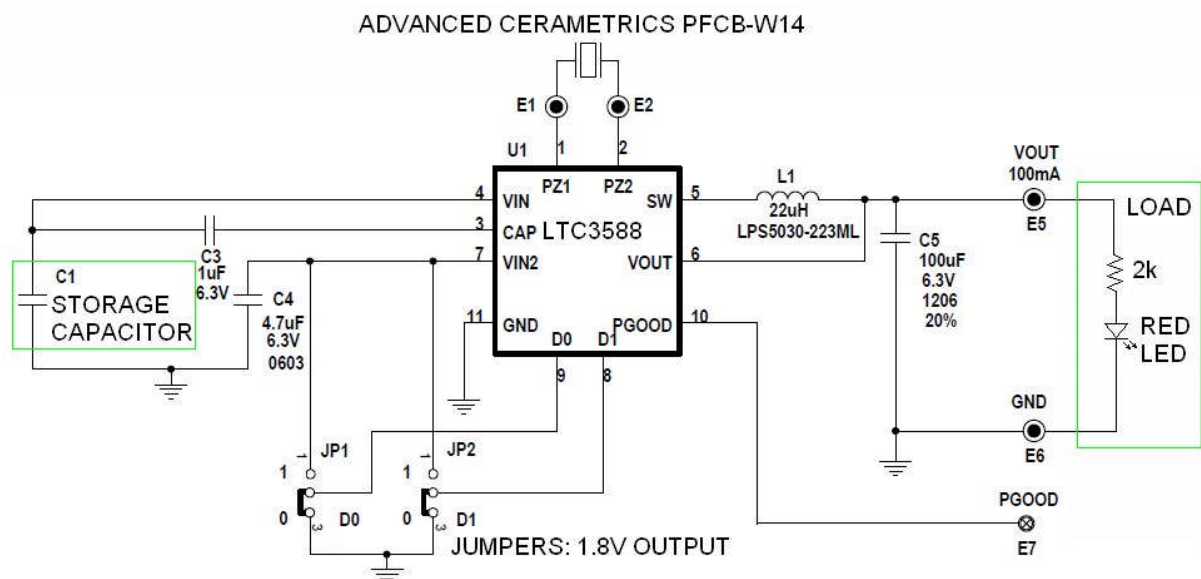 ADVANCED CERAMETRICS PFCB-W14
E1
E2
U1
1
2
PZ1
PZ2
4
VIN
SW
5
L1
22uH
LPS5030-223ML
VOUT
100mA
E5
LOAD
3
CAP
LTC3588
C3
1uF
6.3V
7
VIN2
VOUT
6
C5
100uF
6.3V
1206
20%
2k
C1
STORAGE
CAPACITOR
C4
4.7uF
6.3V
0603
11
GND
PGOOD
10
D0
D1
9
8
RED
LED
GND
E6
JP1
1
1
0
3
D0
JP2
1
1
0
3
D1
JUMPERS: 1.8V OUTPUT
PGOOD
E7